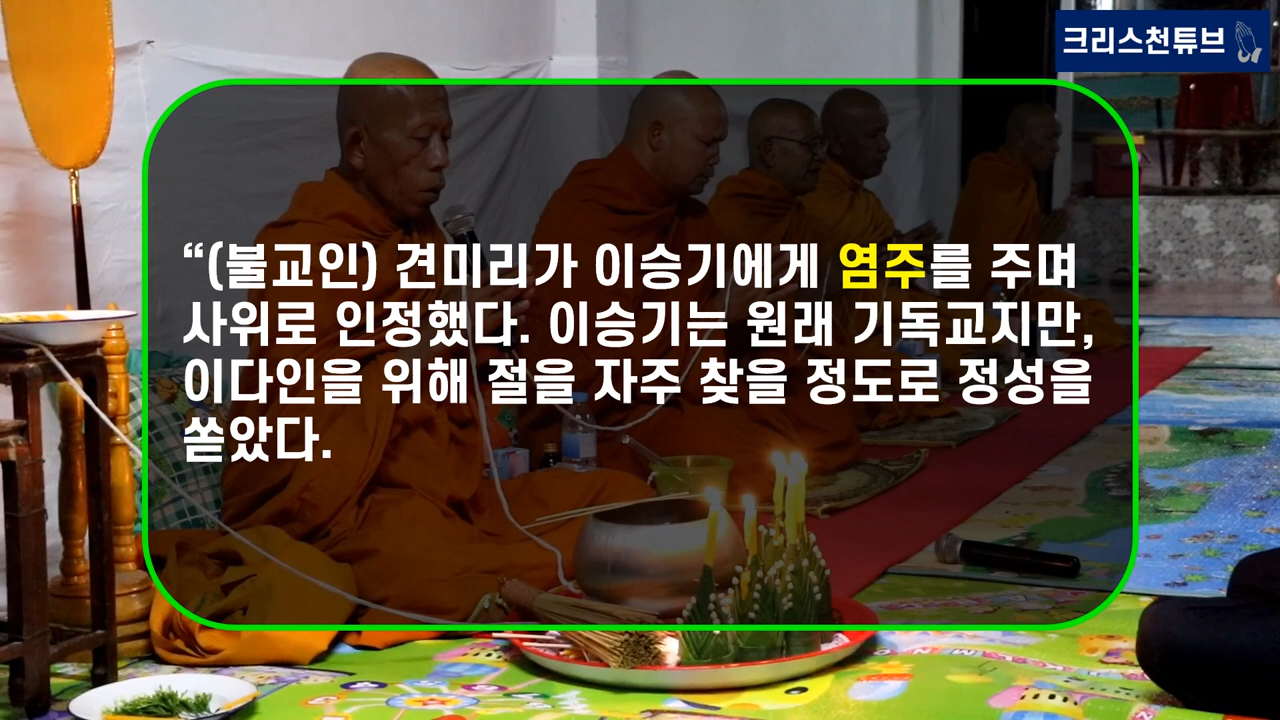 크리스천튜브
“(불교인) 견미리가 이승기에게 염주를 주며
사위로 인정했다. 이승기는 원래 기독교지만,
이다인을 위해 절을 자주 찾을 정도로 정성을
쏟았다.